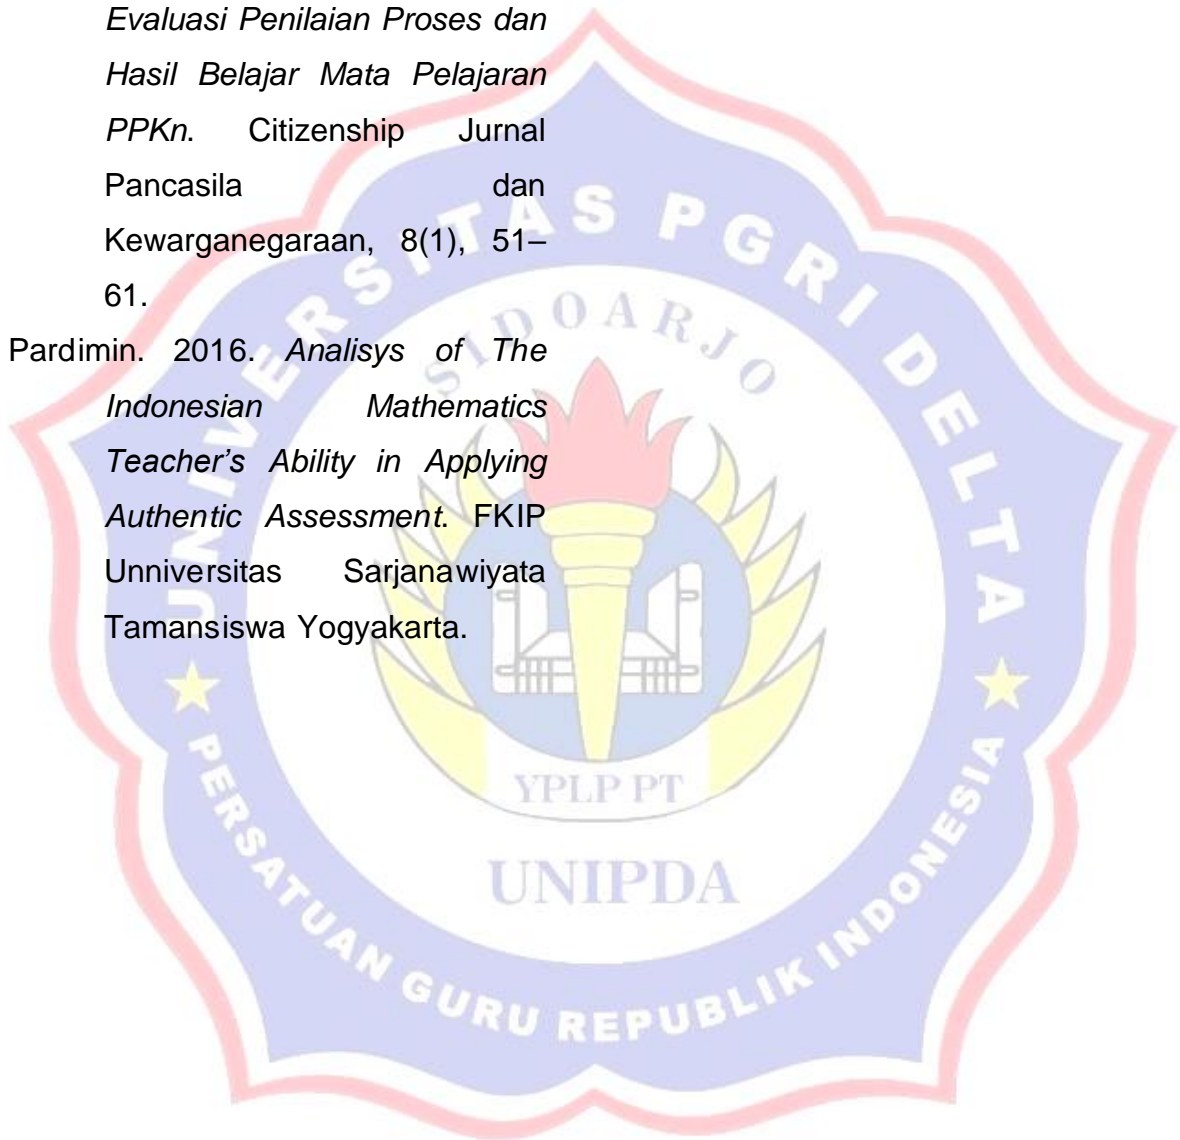 Evaluasi Penilaian Proses dan
Hasil Belajar Mata Pelajaran
PPKn. Citizenship Jurnal
Pancasila dan
Kewarganegaraan, 8(1), 51–
61.
Pardimin. 2016. Analisys of The
Indonesian Mathematics
Teacher’s Ability in Applying
Authentic Assessment. FKIP
Unniversitas Sarjanawiyata
Tamansiswa Yogyakarta.
UNIVERSITAS PGRI DELTA
SIDOARJO
YPLP PT
UNIPDA
PERSATUAN GURU REPUBLIK INDONESIA